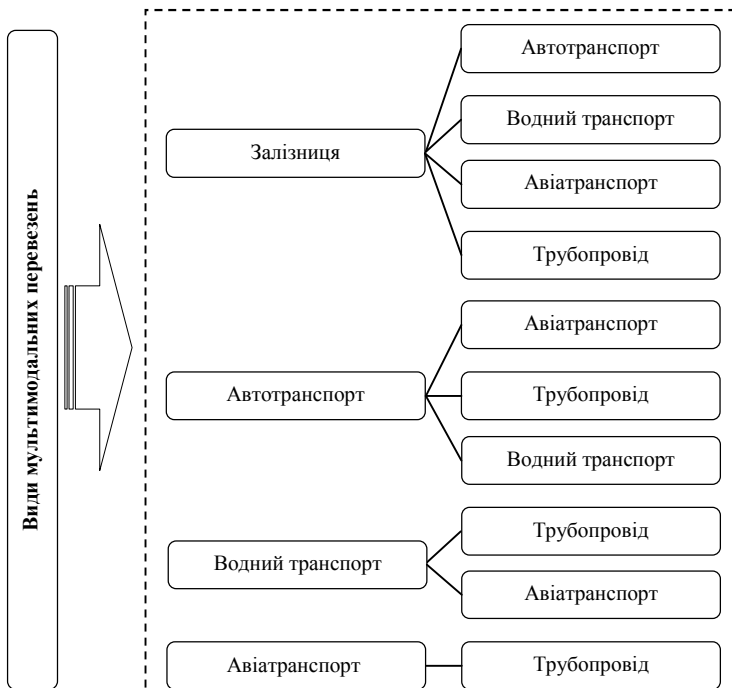 Види мультимодальних перевезень
Залізниця
Автотранспорт
Водний транспорт
Авіатранспорт
Трубопровід
Автотранспорт
Авіатранспорт
Трубопровід
Водний транспорт
Водний транспорт
Трубопровід
Авіатранспорт
Авіатранспорт
Трубопровід